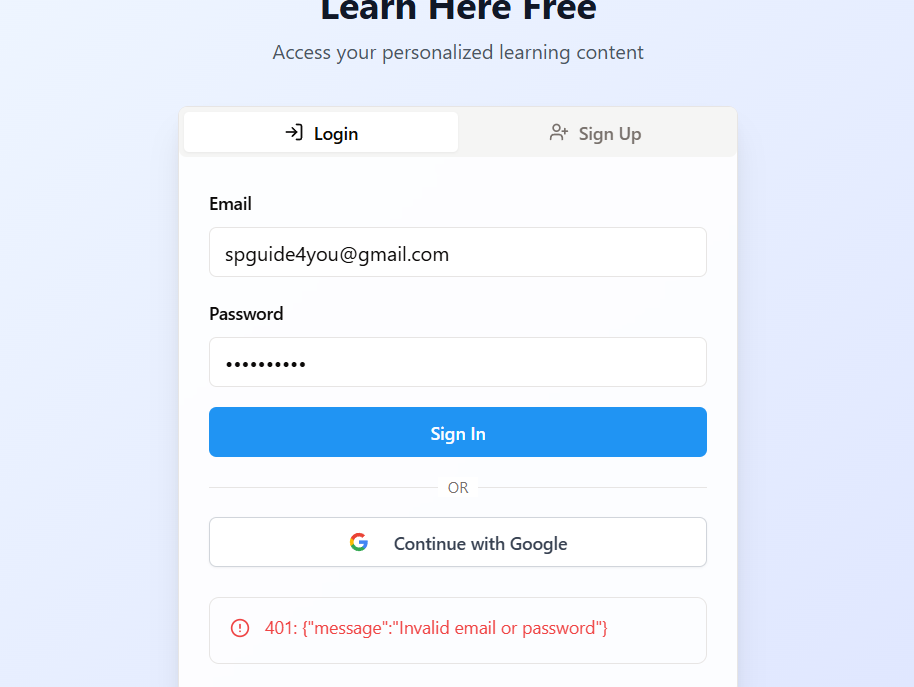 Learn Here Free
Access your personalized learning content
Login
Sign Up
Email
spguide4you@gmail.com
Password
••••••••••
Sign In
OR
Continue with Google
401: {"message":"Invalid email or password"}